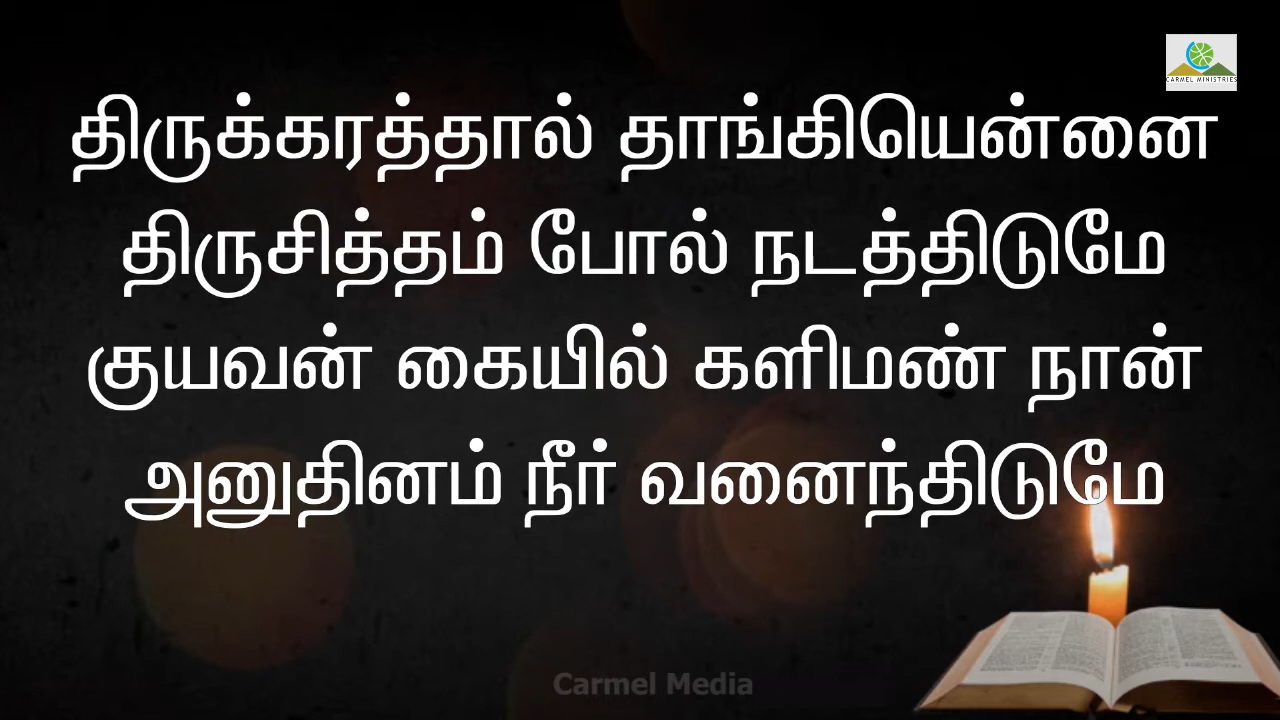 CARMEL MINISTRIES
திருக்கரத்தால் தாங்கியென்னை
திருசித்தம் போல் நடத்திடுமே
குயவன் கையில் களிமண் நான்
அனுதினம் நீர் வனைந்திடுமே
Carmel Media